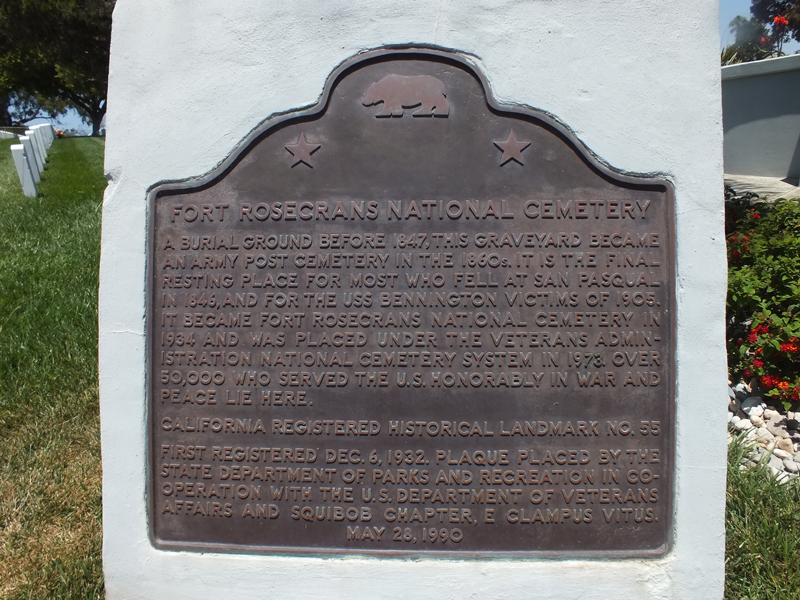 FORT ROSECRANS NATIONAL CEMETERY
A BURIAL GROUND BEFORE 1847, THIS GRAVEYARD BECAME
AN ARMY POST CEMETERY IN THE 1860s. IT IS THE FINAL
RESTING PLACE FOR MOST WHO FELL AT SAN PASQUAL
IN 1846, AND FOR THE USS BENNINGTON VICTIMS OF 1905.
IT BECAME FORT ROSECRANS NATIONAL CEMETERY IN
1934 AND WAS PLACED UNDER THE VETERANS ADMIN-
ISTRATION NATIONAL CEMETERY SYSTEM IN 1973. OVER
50,000 WHO SERVED THE U.S. HONORABLY IN WAR AND
PEACE LIE HERE.
CALIFORNIA REGISTERED HISTORICAL LANDMARK NO. 55
FIRST REGISTERED DEC. 6, 1932. PLAQUE PLACED BY THE
STATE DEPARTMENT OF PARKS AND RECREATION IN CO-
OPERATION WITH THE U.S. DEPARTMENT OF VETERANS
AFFAIRS AND SQUIBOB CHAPTER, E CLAMPUS VITUS.
MAY 28, 1990